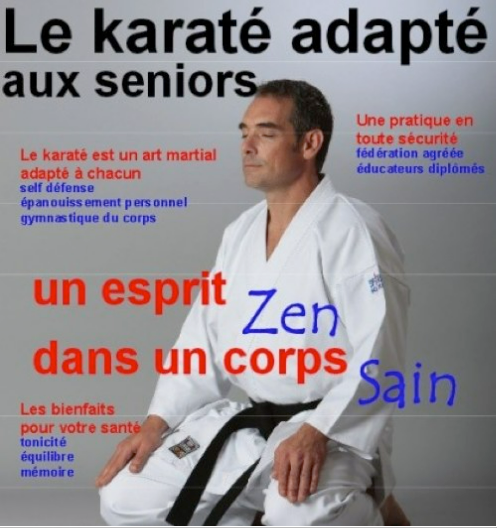 Le karaté adapté
aux seniors
Une pratique en
toute sécurité
fédération agréée
éducateurs diplômés
Le karaté est un art martial
adapté à chacun
self défense
épanouissement personnel
gymnastique du corps
un esprit Zen
dans un corps Sain
Les bienfaits
pour votre santé
tonicité
équilibre
mémoire